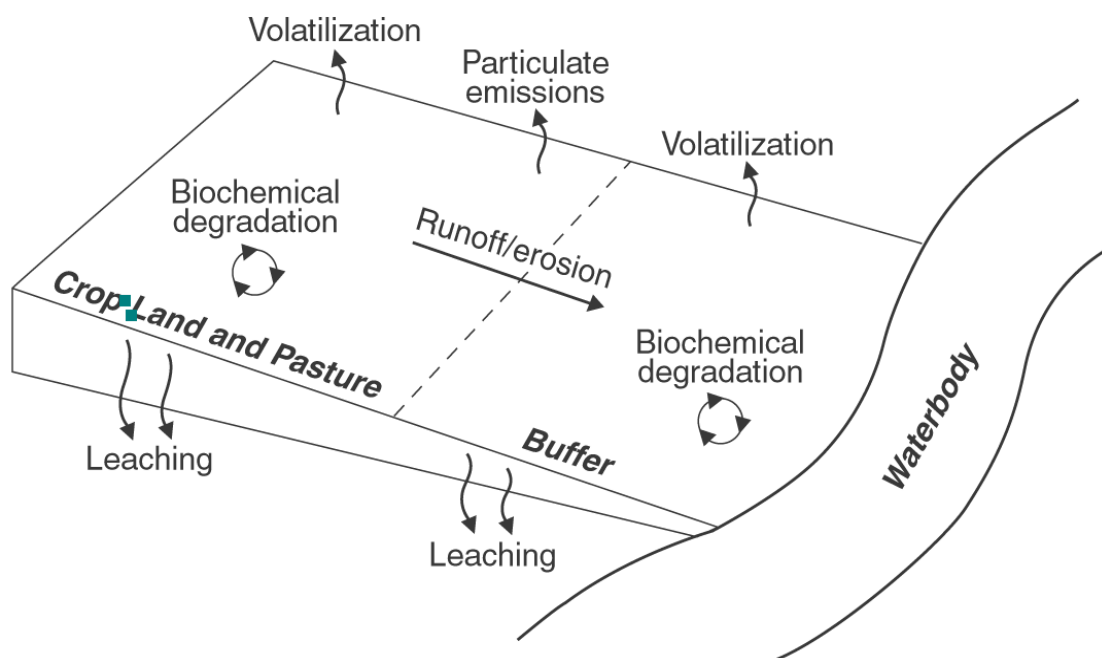 Volatilization
Particulate
emissions
Volatilization
Biochemical
degradation
Runoff/erosion
Crop Land and Pasture
Biochemical
degradation
Buffer
Waterbody
Leaching
Leaching